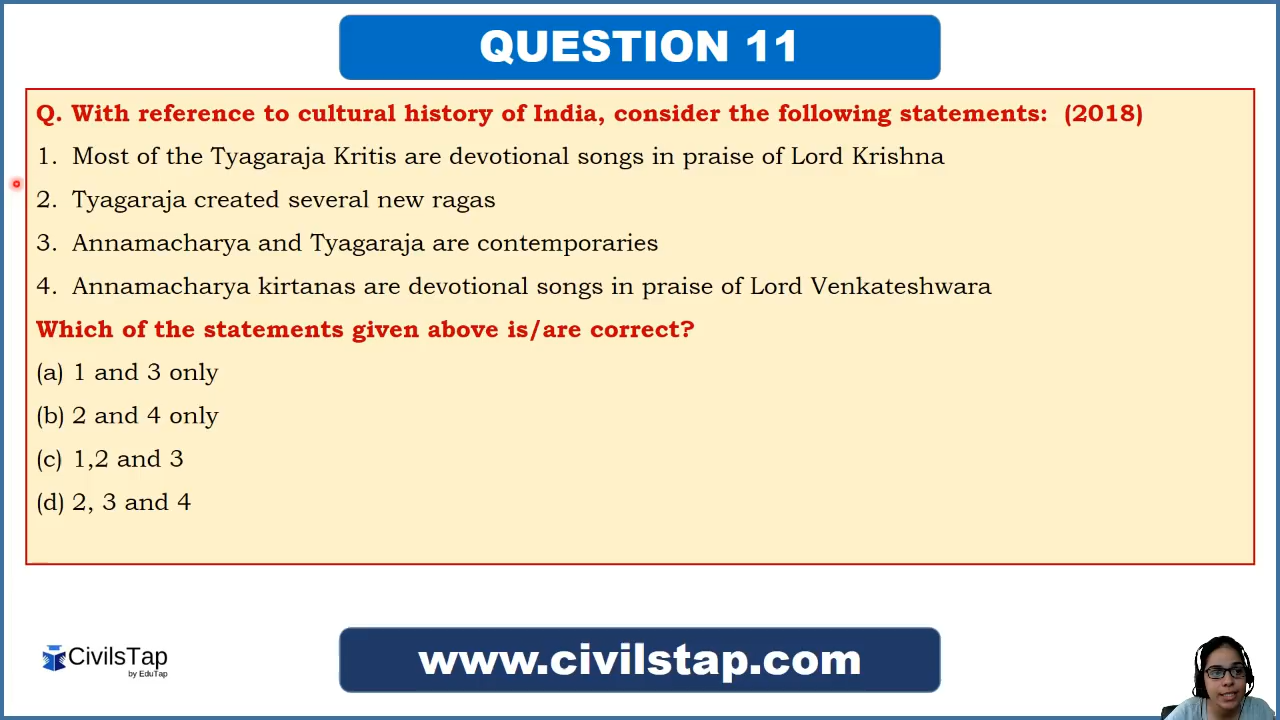 QUESTION 11
Q. With reference to cultural history of India, consider the following statements: (2018)
1. Most of the Tyagaraja Kritis are devotional songs in praise of Lord Krishna
2. Tyagaraja created several new ragas
3. Annamacharya and Tyagaraja are contemporaries
4. Annamacharya kirtanas are devotional songs in praise of Lord Venkateshwara
Which of the statements given above is/are correct?
(a) 1 and 3 only
(b) 2 and 4 only
(c) 1,2 and 3
(d) 2, 3 and 4
CivilsTap
by EduTap
www.civilstap.com